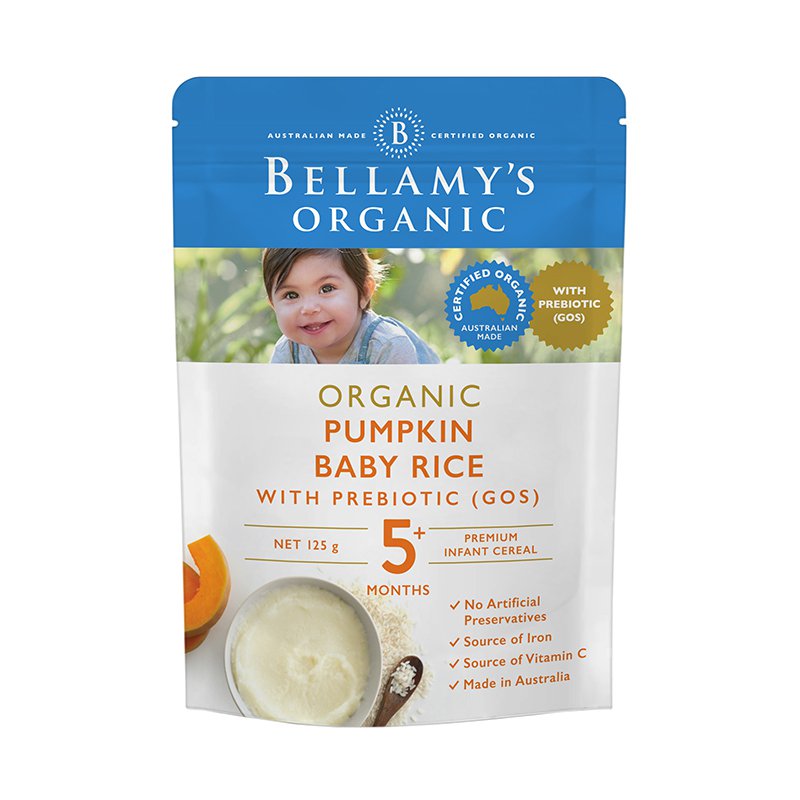 AUSTRALIAN MADE B CERTIFIED ORGANIC
BELLAMY'S
ORGANIC
CERTIFIED ORGANIC
AUSTRALIAN
MADE
WITH
PREBIOTIC
(GOS)
ORGANIC
PUMPKIN
BABY RICE
WITH PREBIOTIC (GOS)
NET 125 g
5+
MONTHS
PREMIUM
INFANT CEREAL
✓ No Artificial
Preservatives
✓ Source of Iron
✓ Source of Vitamin C
✓ Made in Australia